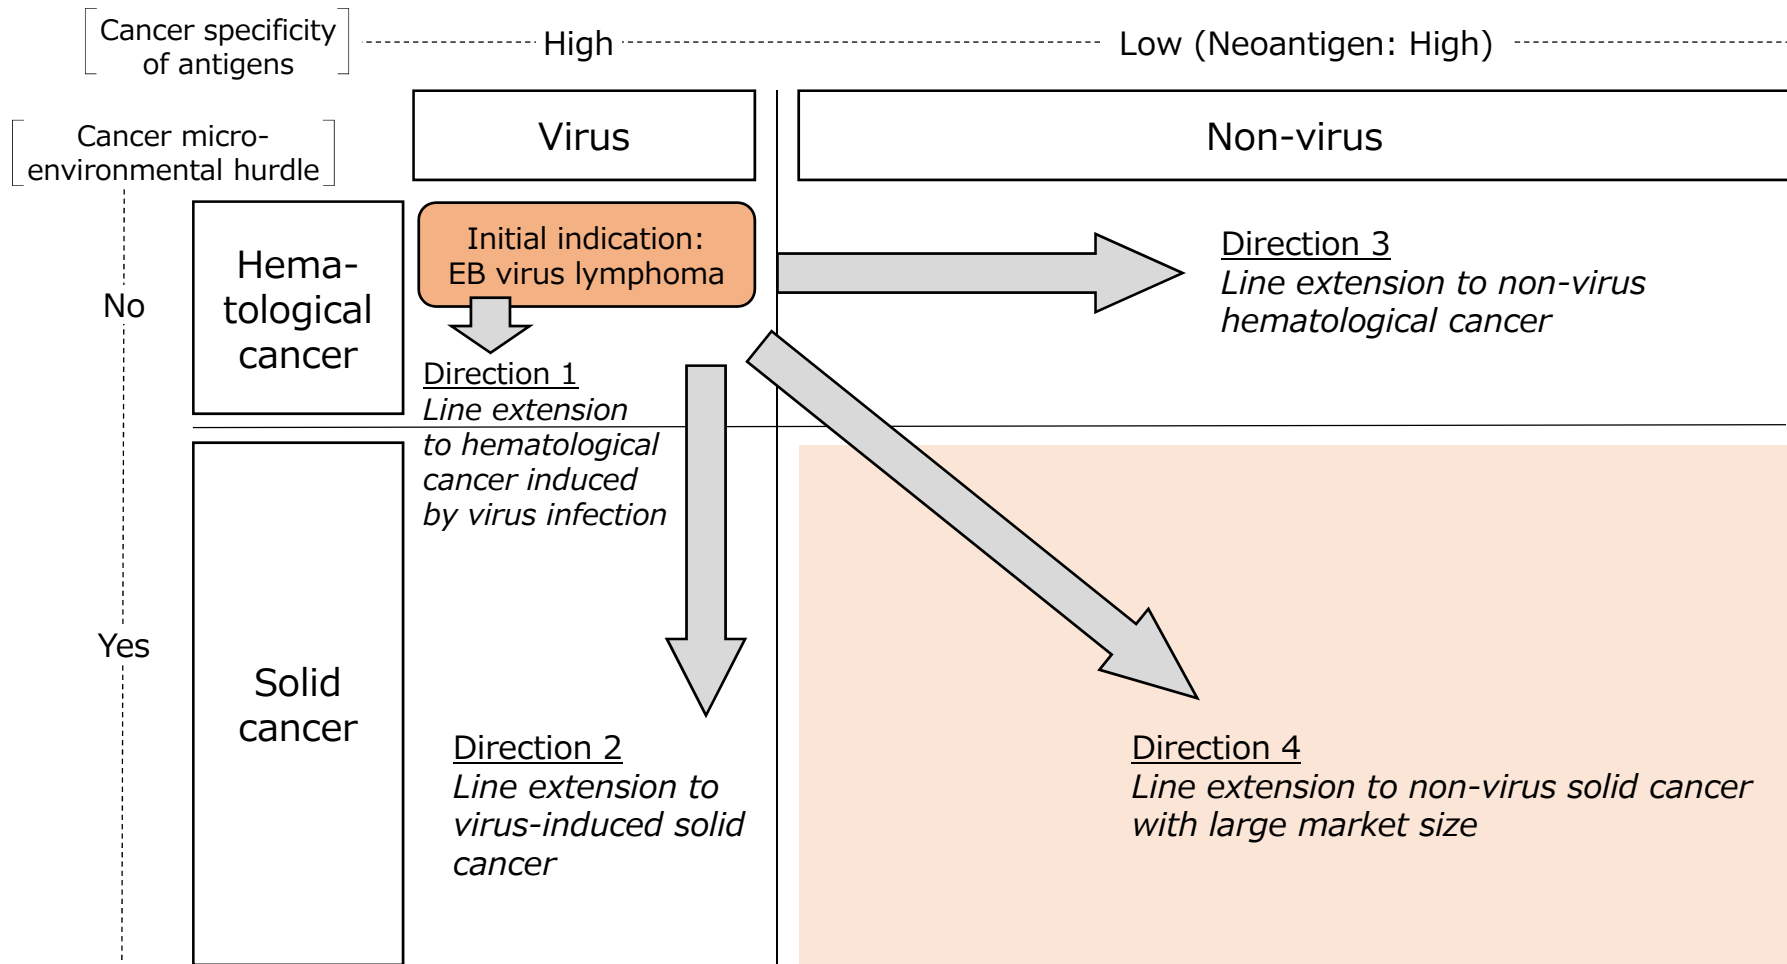 Cancer specificity
of antigens
High
Low (Neoantigen: High)
Cancer micro-
environmental hurdle
Virus
Non-virus
No
Hema-
tological
cancer
Initial indication:
EB virus lymphoma
Direction 1
Line extension
to hematological
cancer induced
by virus infection
Direction 3
Line extension to non-virus
hematological cancer
Yes
Solid
cancer
Direction 2
Line extension to
virus-induced solid
cancer
Direction 4
Line extension to non-virus solid cancer
with large market size